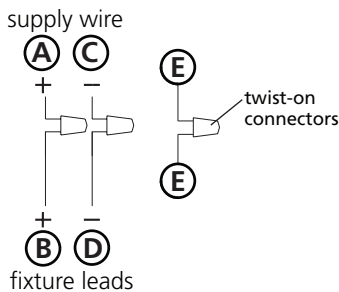 supply wire
A C
+ −
E
twist-on
connectors
E
+ −
B D
fixture leads